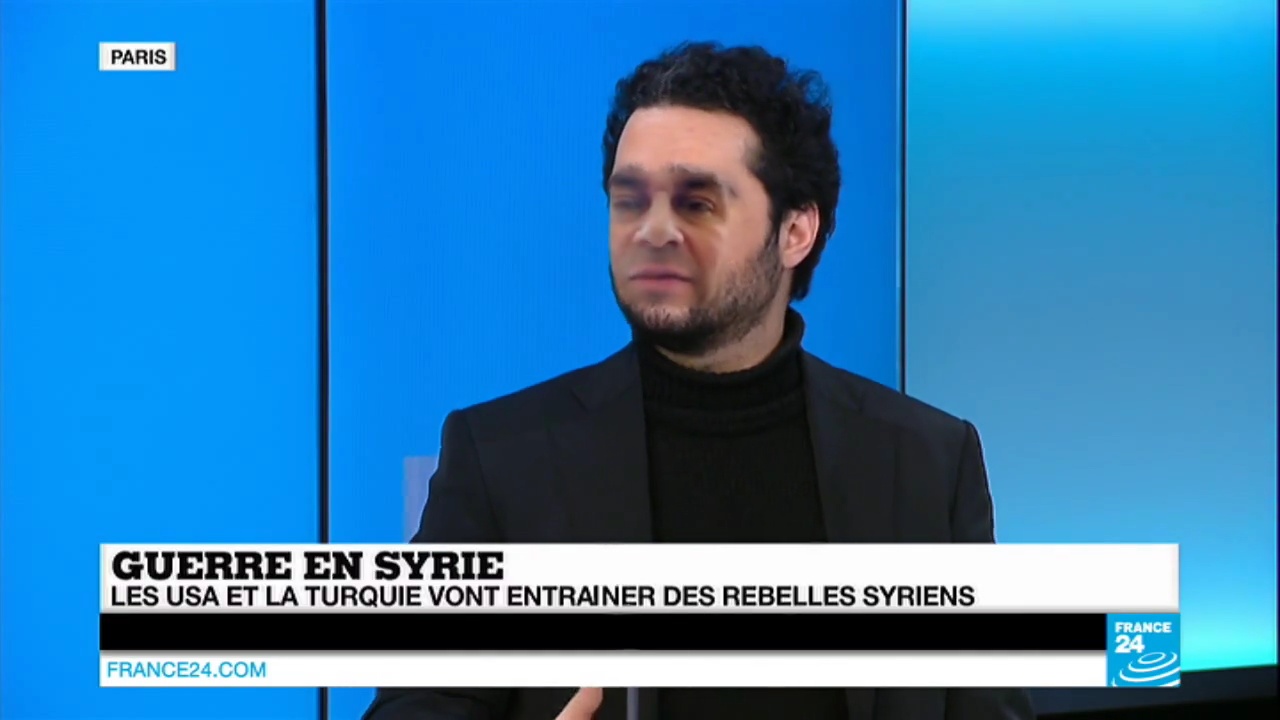 PARIS
GUERRE EN SYRIE
LES USA ET LA TURQUIE VONT ENTRAINER DES REBELLES SYRIENS
FRANCE24.COM
FRANCE
24